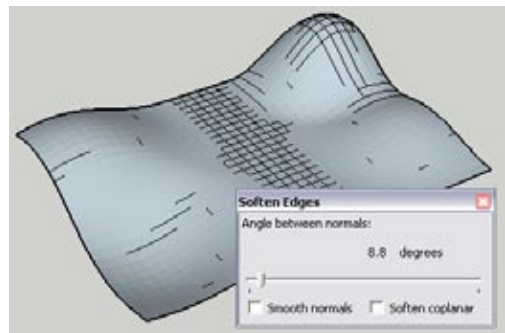 Soften Edges
Angle between normals:
8.8 degrees
Smooth normals Soften coplanar